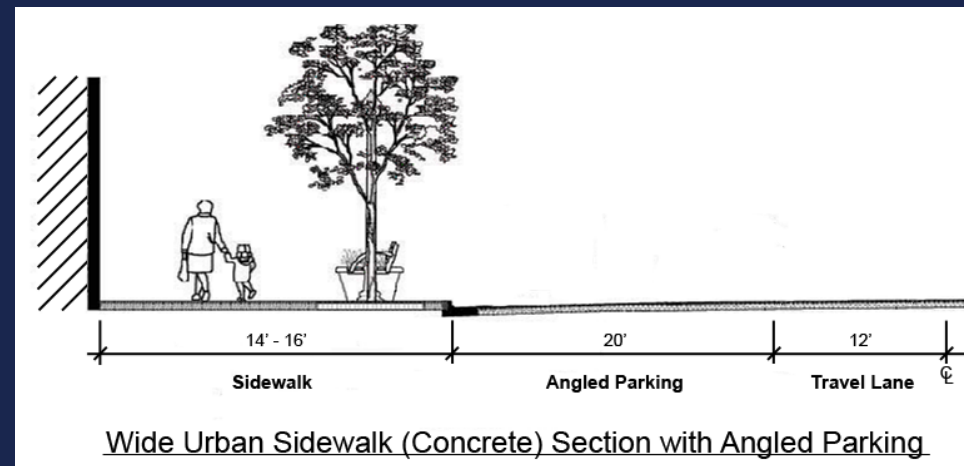 14' - 16'
20'
12'
Sidewalk
Angled Parking
Travel Lane
℄
Wide Urban Sidewalk (Concrete) Section with Angled Parking